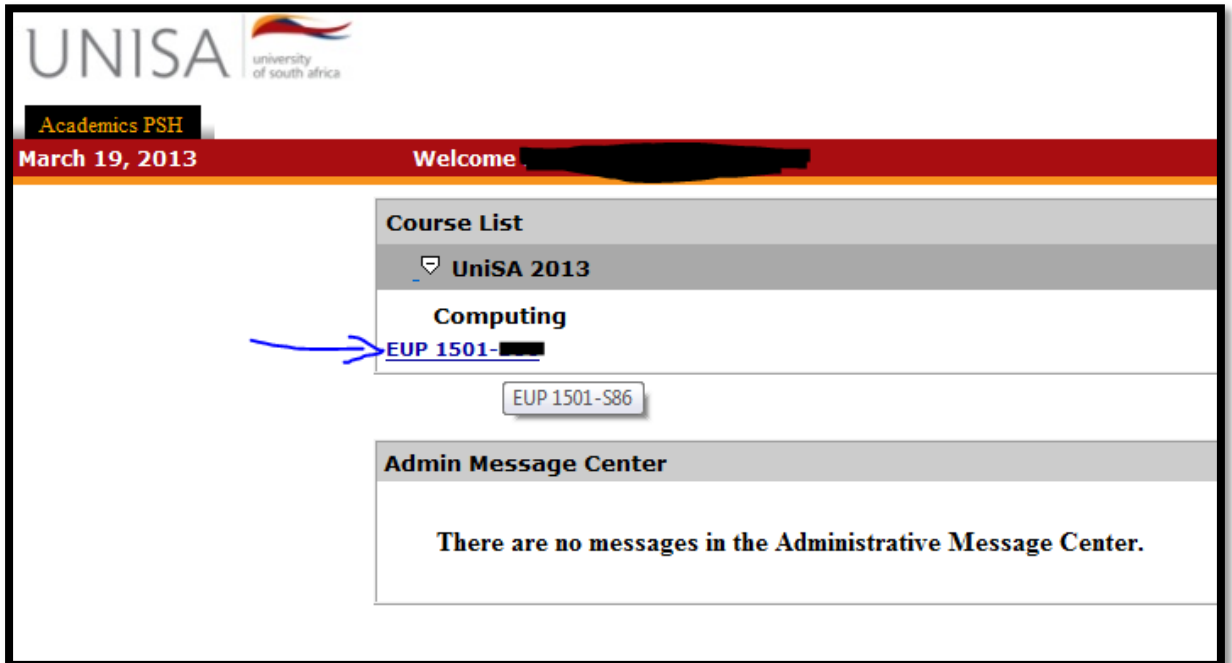 UNISA
university
of south africa
Academics PSH
March 19, 2013 Welcome
Course List
UniSA 2013
Computing
EUP 1501-
EUP 1501-S86
Admin Message Center
There are no messages in the Administrative Message Center.